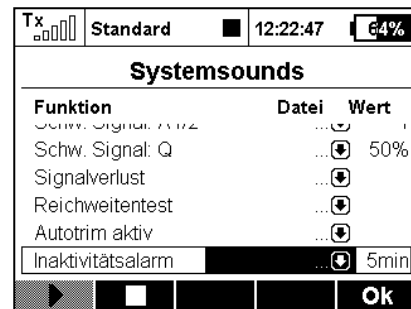 Tx Standard 12:22:47 64%
Systemsounds
Funktion Datei Wert
Schw. Signal: Q ... 50%
Signalverlust ...
Reichweitentest ...
Autotrim aktiv ...
Inaktivitätsalarm ... 5min
Ok